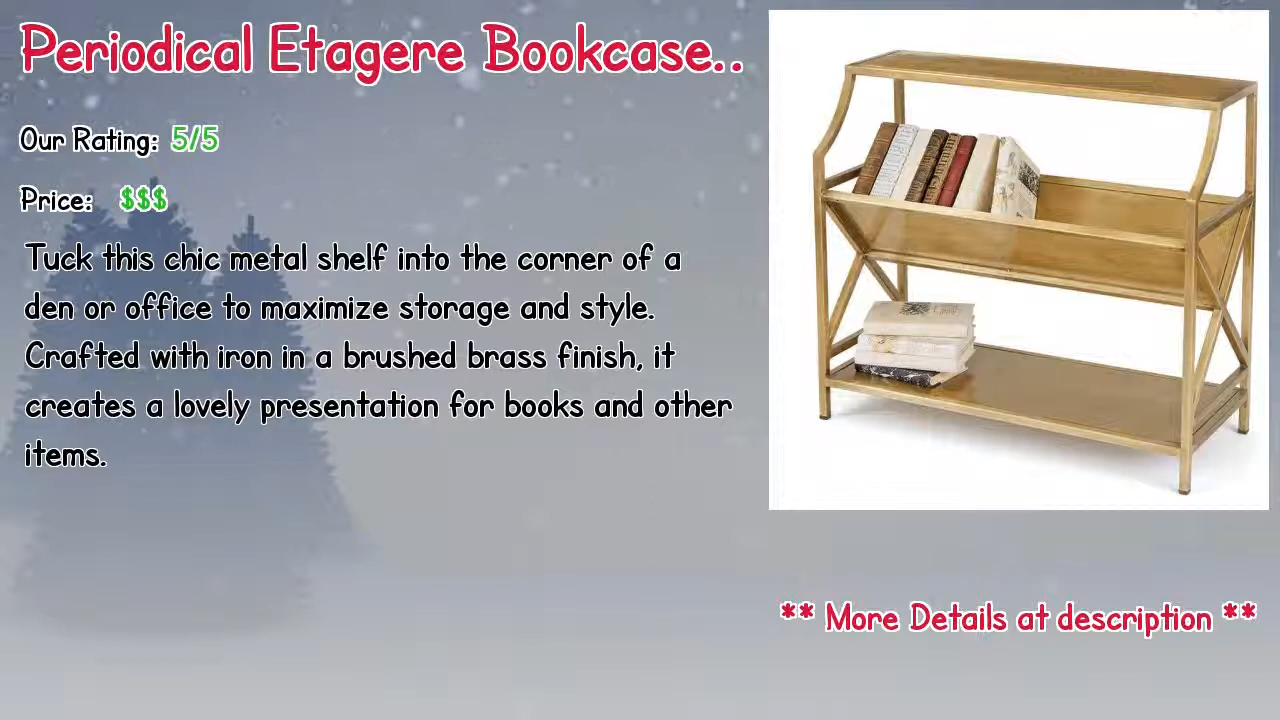 Periodical Etagere Bookcase..
Our Rating: 5/5
Price: $$$
Tuck this chic metal shelf into the corner of a
den or office to maximize storage and style.
Crafted with iron in a brushed brass finish, it
creates a lovely presentation for books and other
items.
** More Details at description **